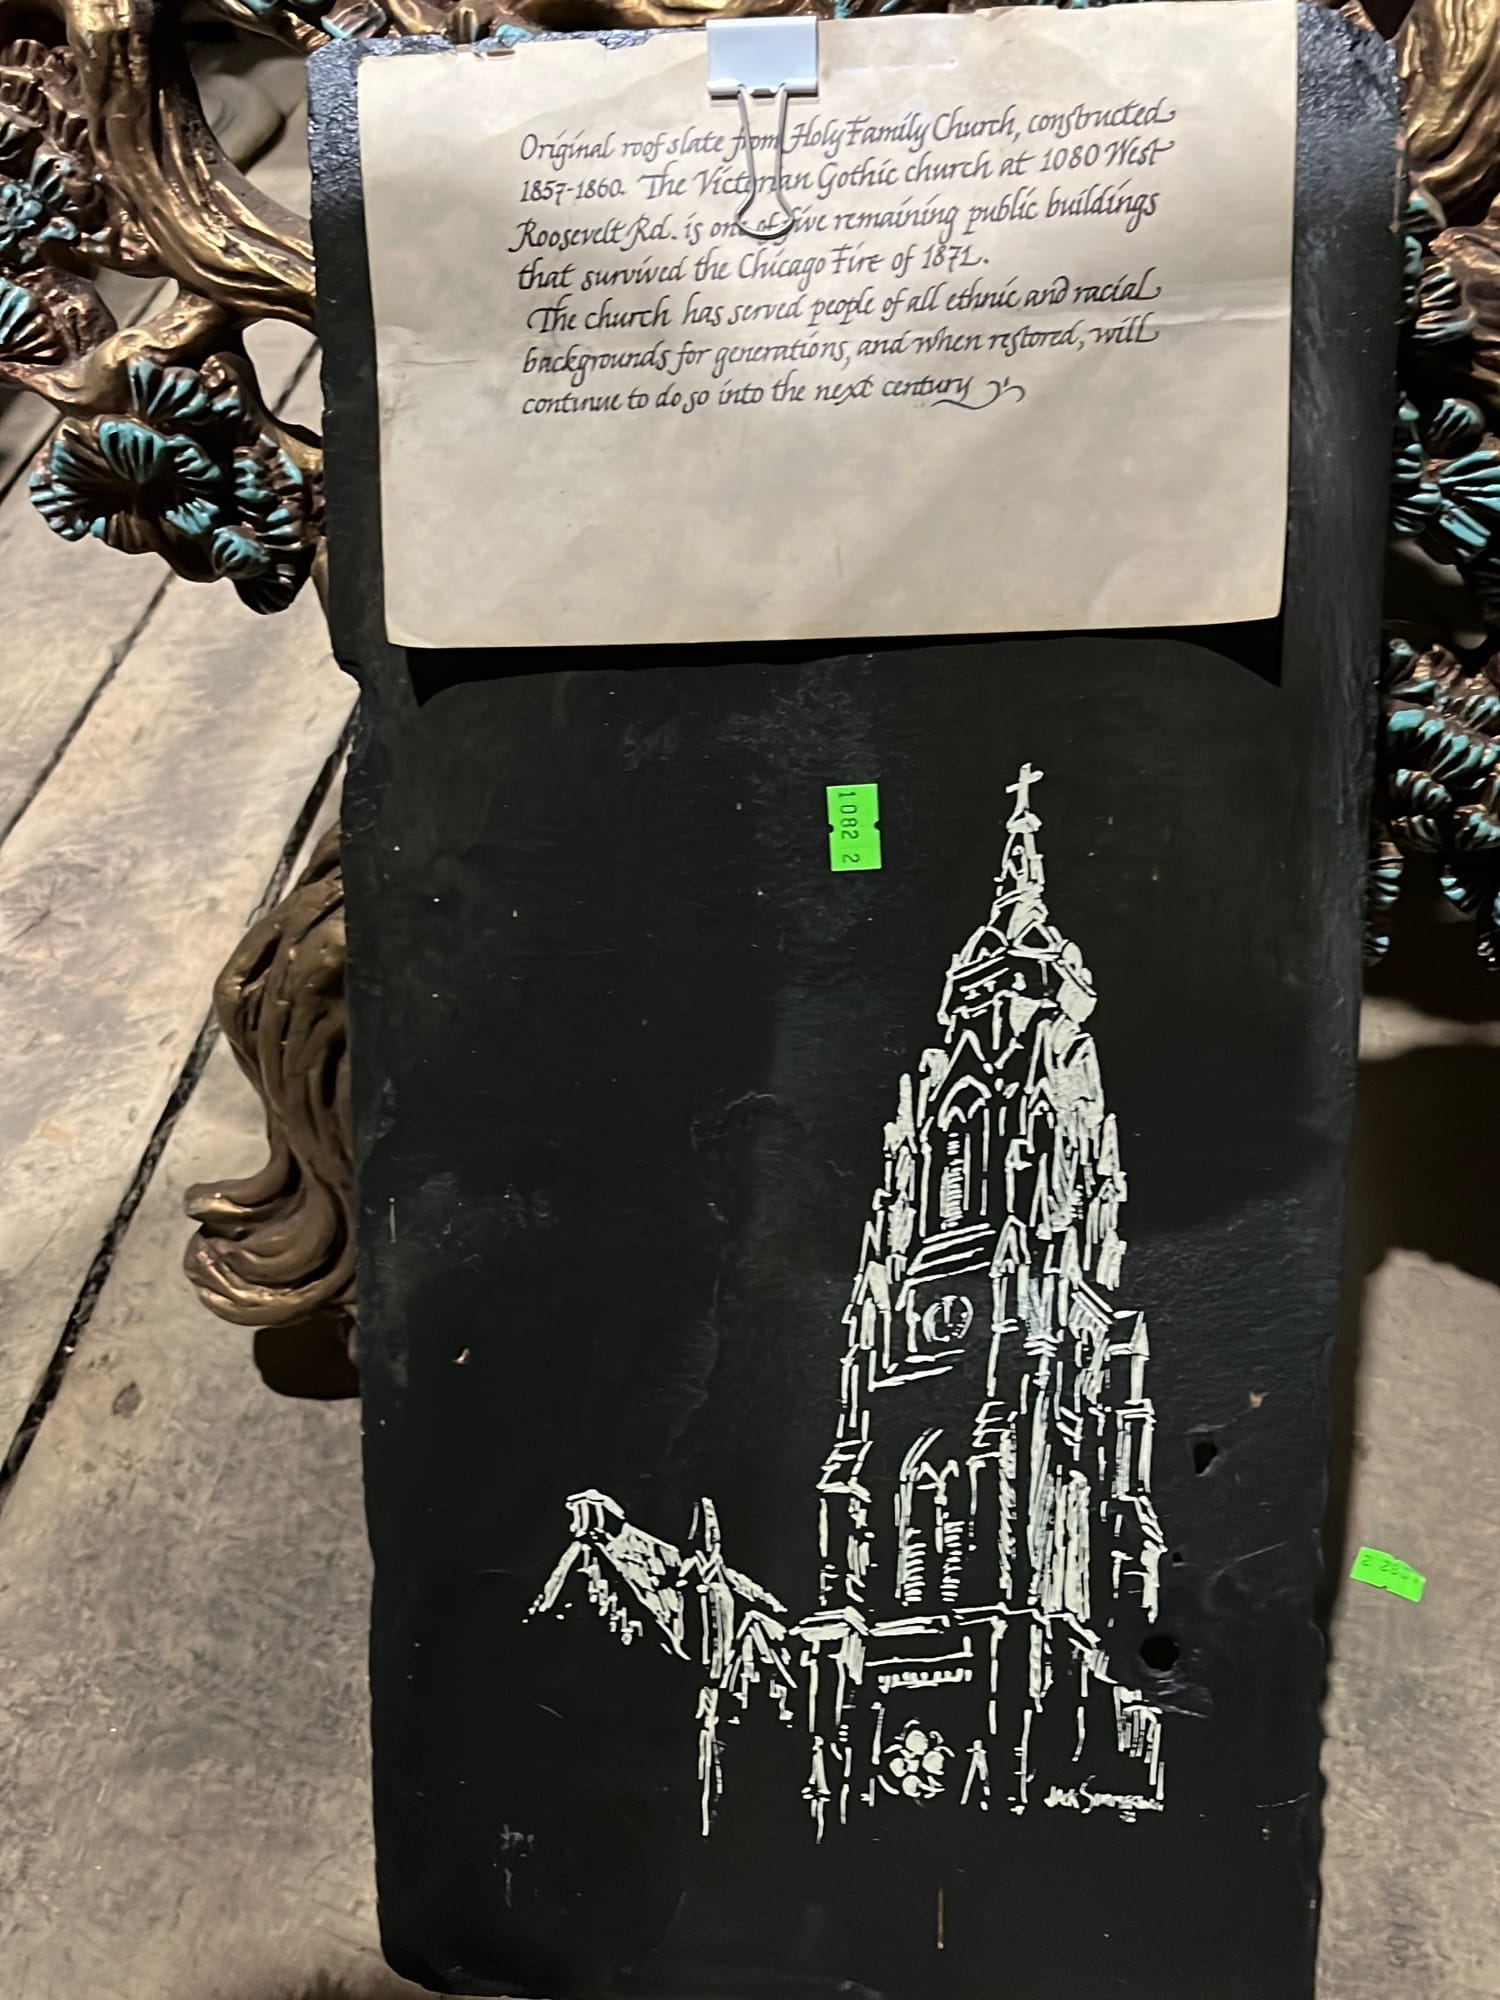 Original roof slate from Holy Family Church, constructed
1857-1860. The Victorian Gothic church at 1080 West
Roosevelt Rd. is one of five remaining public buildings
that survived the Chicago Fire of 1871.
The church has served people of all ethnic and racial
backgrounds for generations, and when restored, will
continue to do so into the next century
1082 2
Jack